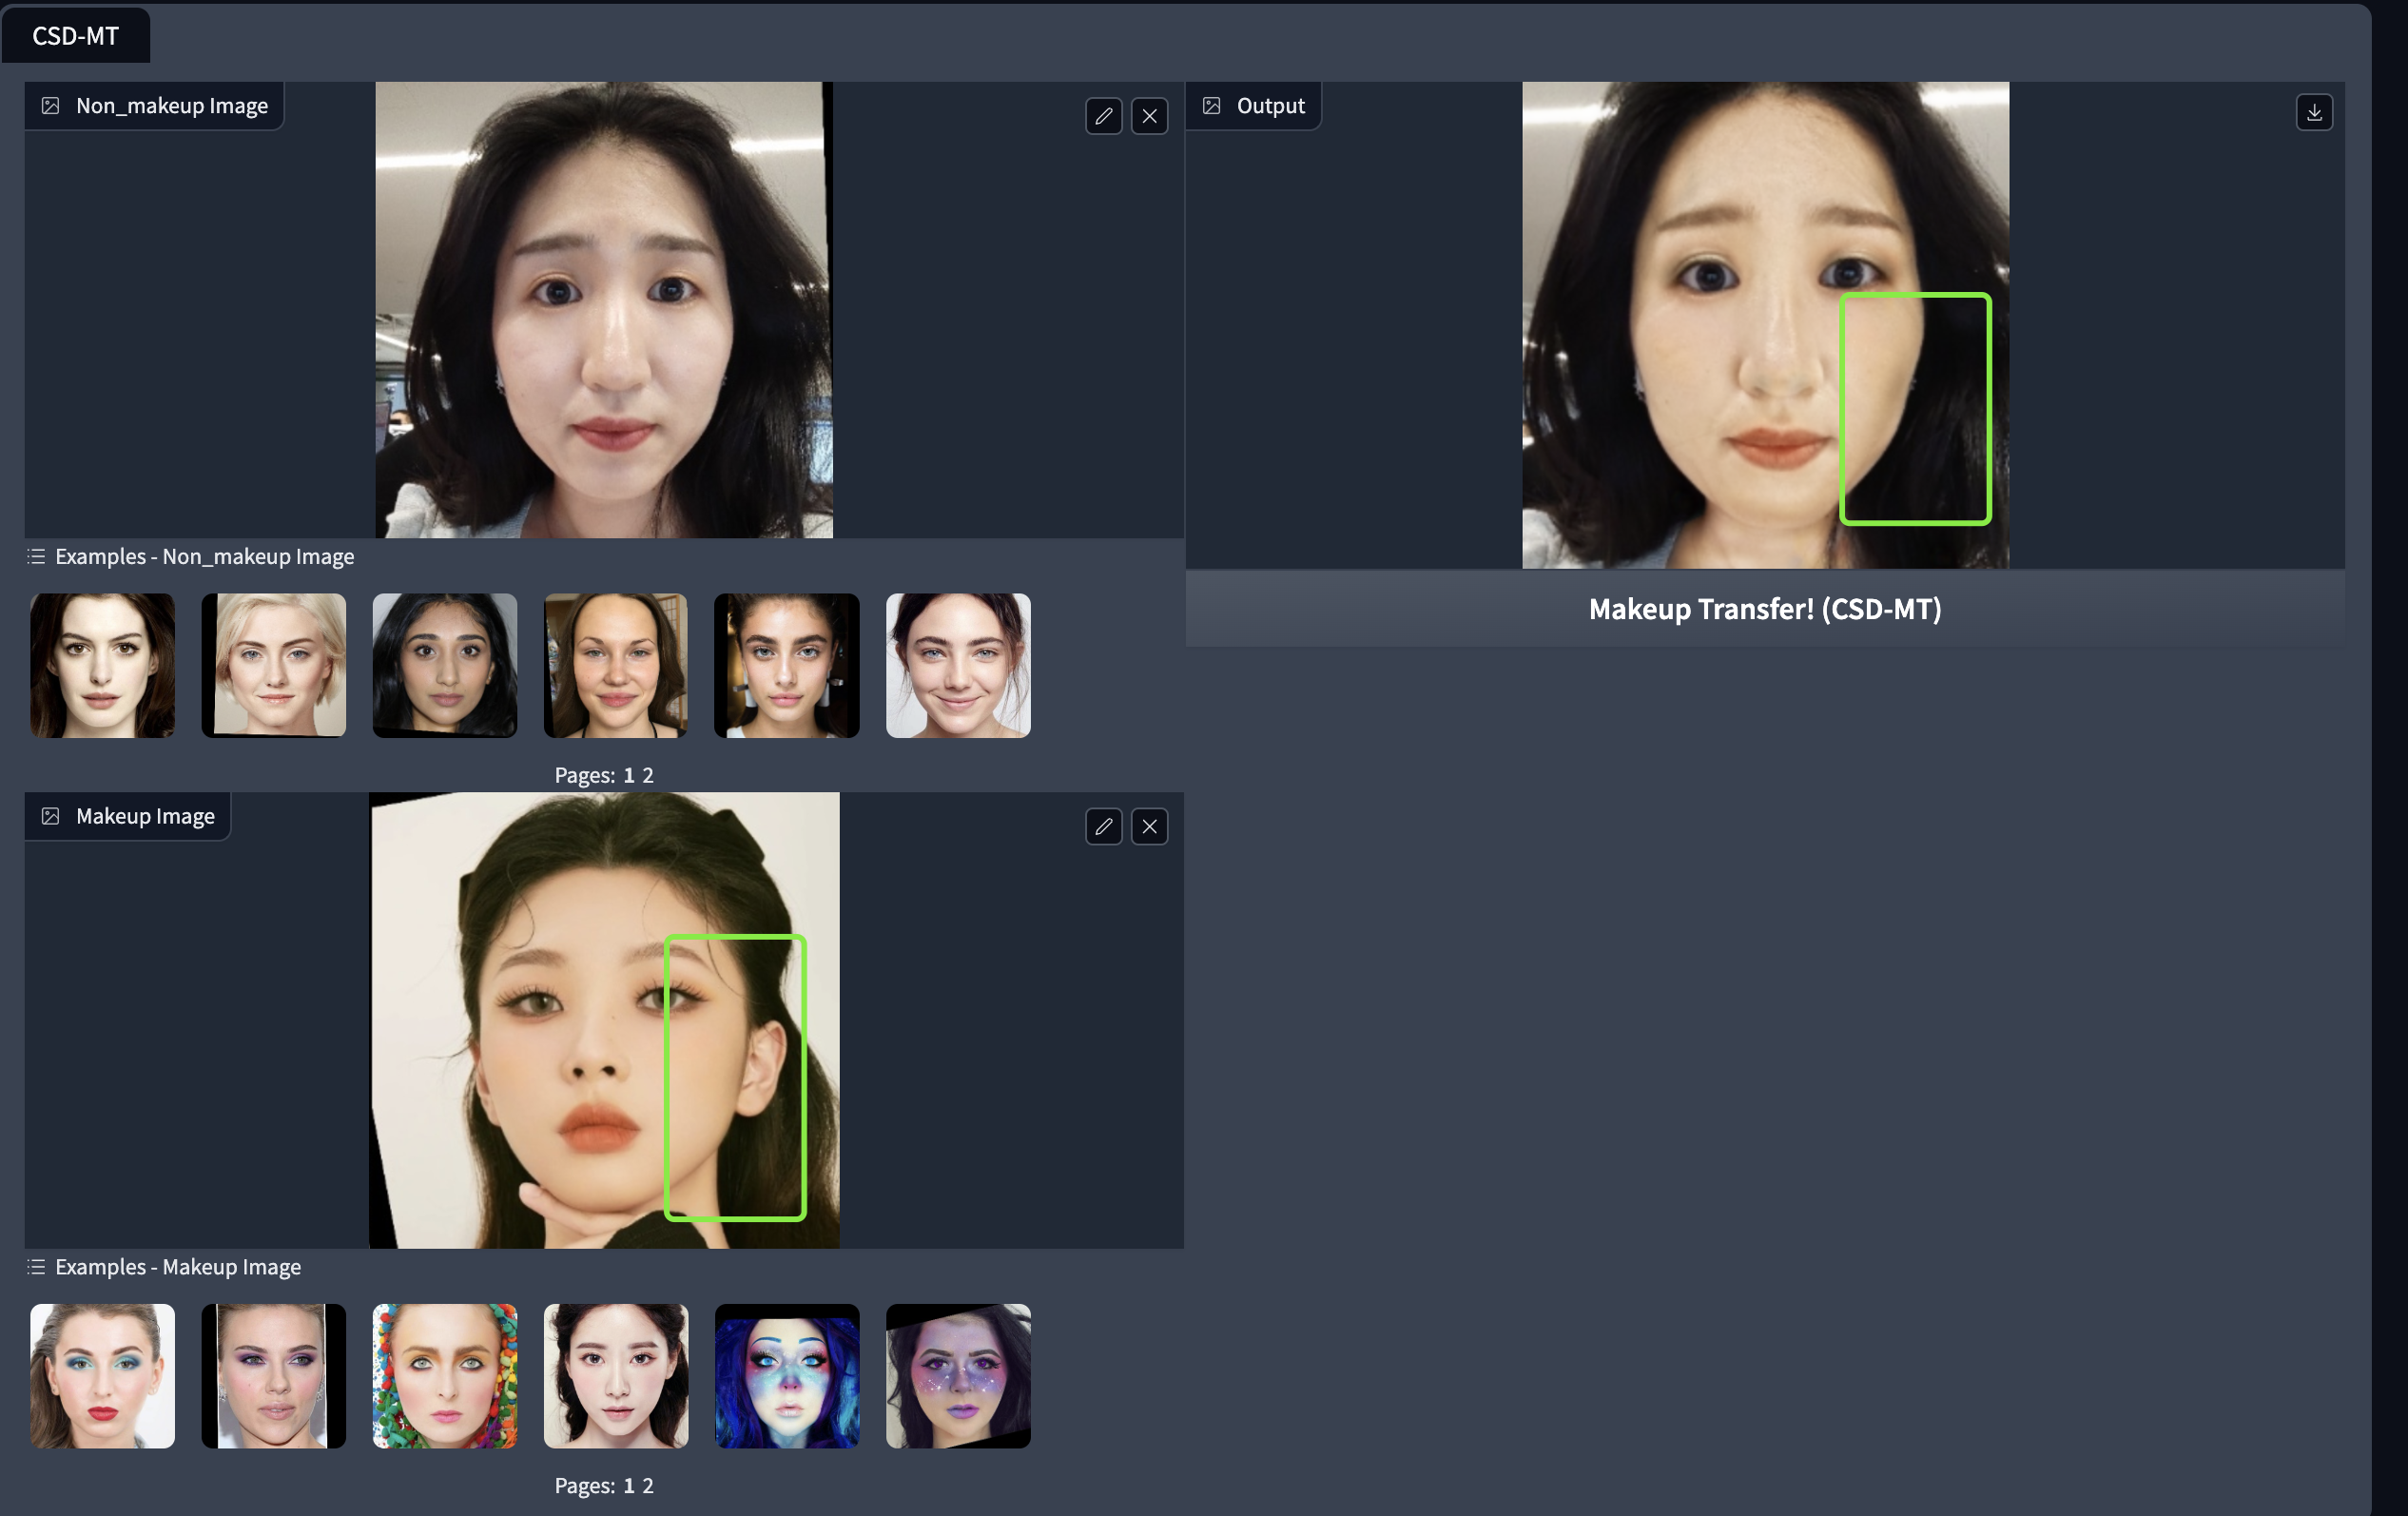 CSD-MT
Non_makeup Image
Output
Examples - Non_makeup Image
Makeup Transfer! (CSD-MT)
Pages: 1 2
Makeup Image
Examples - Makeup Image
Pages: 1 2